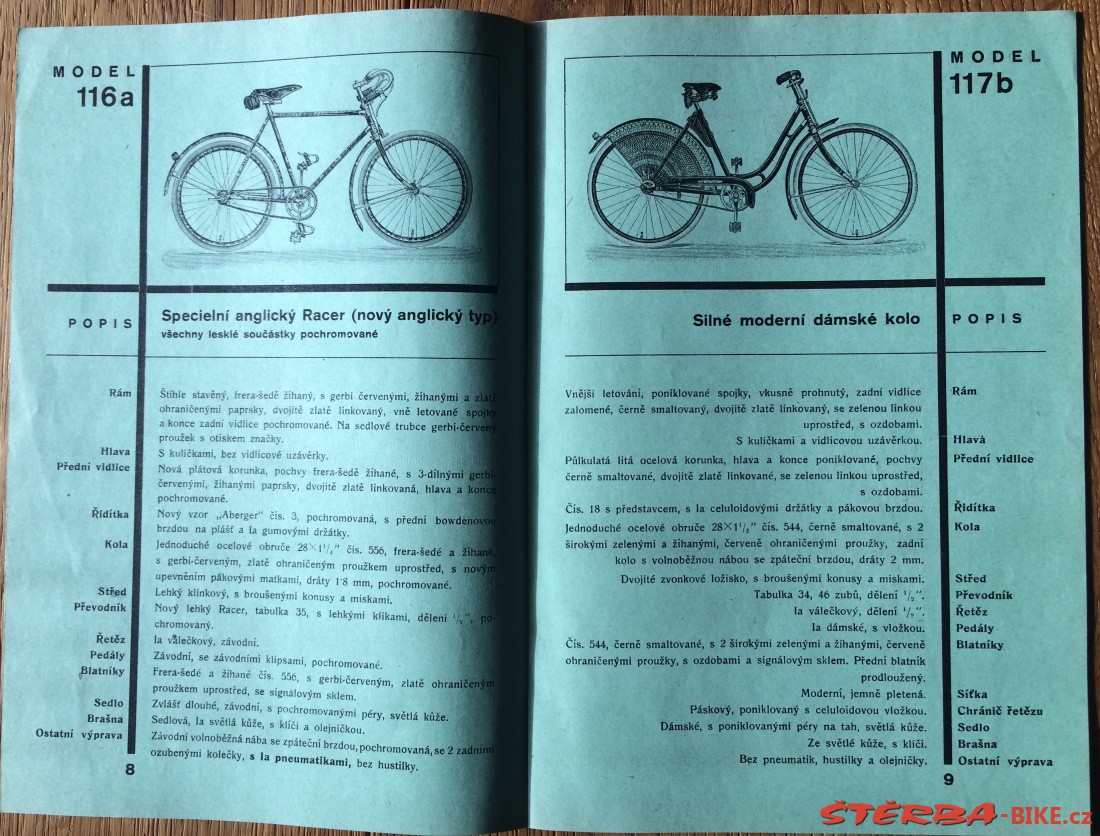 MODEL
116a
POPIS
Specielní anglický Racer (nový anglický typ)
všechny lesklé součástky pochromované
Rám
Štíhle stavěný, frera-šedě žíhaný, s gerbi červenými, žíhanými a zlatě
ohraničenými paprsky, dvojitě zlatě linkovaný, vně letované spojky
a konce zadní vidlice pochromované. Na sedlové trubce gerbi-červený
proužek s otiskem značky.
Hlava
S kuličkami, bez vidlicové uzávěrky.
Přední vidlice
Nová plátová korunka, pochvy frera-šedě žíhané, s 3-dílnými gerbi-
červenými, žíhanými paprsky, dvojitě zlatě linkovaná, hlava a konce
pochromované.
Řidítka
Nový vzor „Aberger" čís. 3, pochromovaná, s přední bowdenovou
brzdou na plášť a Ia gumovými držátky.
Kola
Jednoduché ocelové obruče 28×1¹/₄" čís. 556, frera-šedé a žíhané,
s gerbi-červeným, zlatě ohraničeným proužkem uprostřed, s novým
upevněním pákovými matkami, dráty 1·8 mm, pochromované.
Střed
Lehký klínkový, s broušenými konusy a miskami.
Převodník
Nový lehký Racer, tabulka 35, s lehkými klikami, dělení ¹/₂", po-
chromovaný.
Řetěz
Ia válečkový, závodní.
Pedály
Závodní, se závodními klipsami, pochromované.
Blatníky
Frera-šedé a žíhané čís. 556, s gerbi-červeným, zlatě ohraničeným
proužkem uprostřed, se signálovým sklem.
Sedlo
Zvlášť dlouhé, závodní, s pochromovanými péry, světlá kůže.
Brašna
Sedlová, Ia světlá kůže, s klíči a olejničkou.
Ostatní výprava
Závodní volnoběžná nába se zpáteční brzdou, pochromovaná, se 2 zadními
ozubenými kolečky, s Ia pneumatikami, bez hustilky.
8
MODEL
117b
Silné moderní dámské kolo
POPIS
Vnější letování, poniklované spojky, vkusně prohnutý, zadní vidlice
zalomené, černě smaltovaný, dvojitě zlatě linkovaný, se zelenou linkou
uprostřed, s ozdobami.
Rám
S kuličkami a vidlicovou uzávěrkou.
Hlava
Půlkulatá litá ocelová korunka, hlava a konce poniklované, pochvy
černě smaltované, dvojitě zlatě linkované, se zelenou linkou uprostřed,
s ozdobami.
Přední vidlice
Čís. 18 s představcem, s Ia celuloidovými držátky a pákovou brzdou.
Řidítka
Jednoduché ocelové obruče 28×1¹/₂" čís. 544, černě smaltované, s 2
širokými zelenými a žíhanými, červeně ohraničenými proužky, zadní
kolo s volnoběžnou nábou se zpáteční brzdou, dráty 2 mm.
Kola
Dvojité zvonkové ložisko, s broušenými konusy a miskami.
Střed
Tabulka 34, 46 zubů, dělení ¹/₂".
Převodník
Ia válečkový, dělení ¹/₂".
Řetěz
Ia dámské, s vložkou.
Pedály
Čís. 544, černě smaltované, s 2 širokými zelenými a žíhanými, červeně
ohraničenými proužky, s ozdobami a signálovým sklem. Přední blatník
prodloužený.
Blatníky
Moderní, jemně pletená.
Síťka
Páskový, poniklovaný s celuloidovou vložkou.
Chránič řetězu
Dámské, s poniklovanými péry na tah, světlá kůže.
Sedlo
Ze světlé kůže, s klíči.
Brašna
Bez pneumatik, hustilky a olejničky.
Ostatní výprava
9
ŠTĚRBA-BIKE.cz